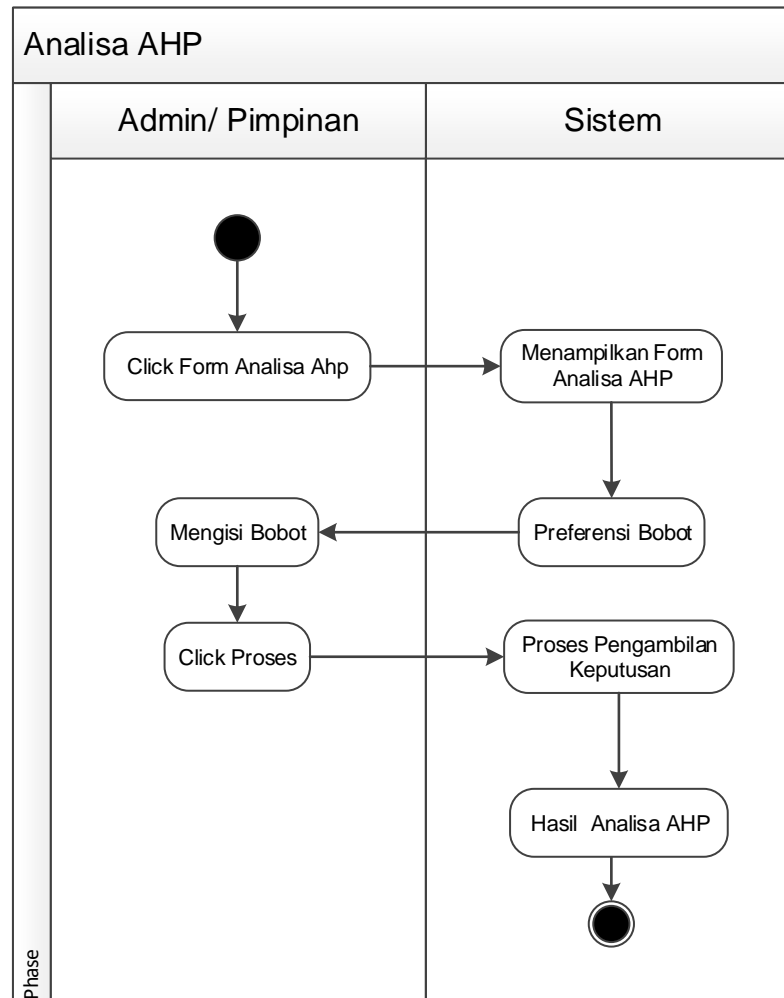 Analisa AHP
Admin/ Pimpinan
Sistem
Click Form Analisa Ahp
Menampilkan Form
Analisa AHP
Mengisi Bobot
Preferensi Bobot
Click Proses
Proses Pengambilan
Keputusan
Hasil Analisa AHP
Phase